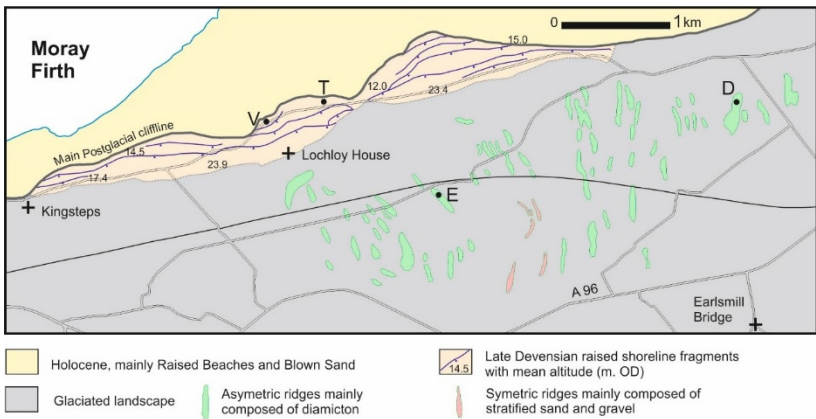 Moray
Firth
0
1km
15.0
T
12.0
23.4
D
V
Main Postglacial cliffline
14.5
23.9
Lochloy House
17.4
E
Kingsteps
A 96
Earlsmill
Bridge
Holocene, mainly Raised Beaches and Blown Sand
14.5
Late Devensian raised shoreline fragments
with mean altitude (m. OD)
Glaciated landscape
Asymetric ridges mainly
composed of diamicton
Symetric ridges mainly composed of
stratified sand and gravel